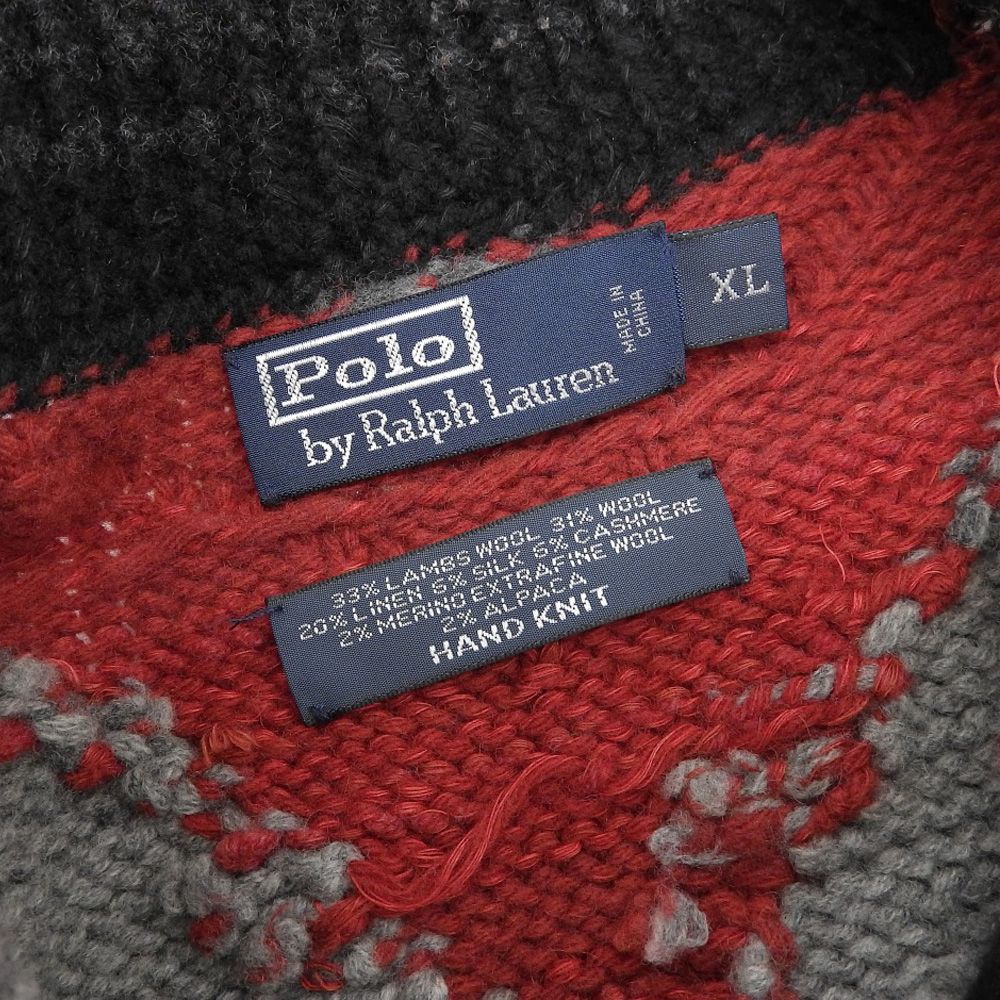 Polo
by Ralph Lauren
MADE IN
CHINA
XL
33% LAMBS WOOL 31% WOOL
20% LINEN 6% SILK 6% CASHMERE
2% MERINO EXTRAFINE WOOL
2% ALPACA
HAND KNIT